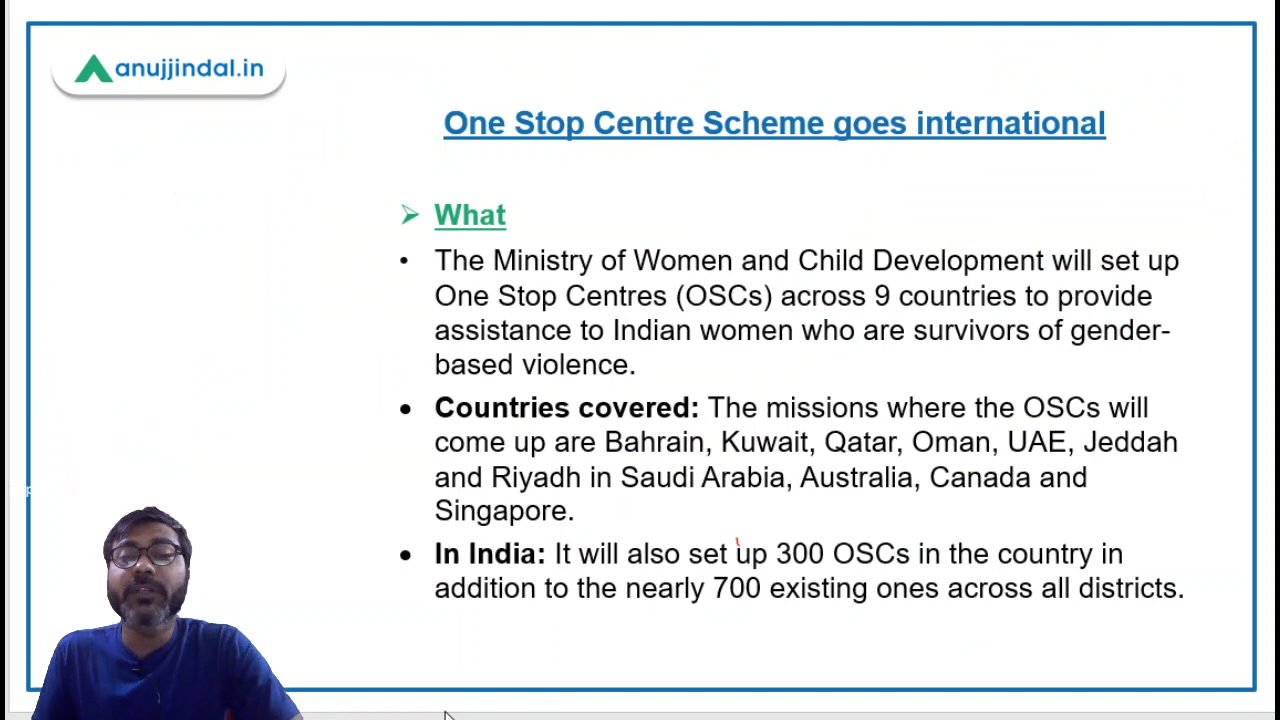 anujjindal.in
One Stop Centre Scheme goes international
What
The Ministry of Women and Child Development will set up
One Stop Centres (OSCs) across 9 countries to provide
assistance to Indian women who are survivors of gender-
based violence.
Countries covered: The missions where the OSCs will
come up are Bahrain, Kuwait, Qatar, Oman, UAE, Jeddah
and Riyadh in Saudi Arabia, Australia, Canada and
Singapore.
In India: It will also set up 300 OSCs in the country in
addition to the nearly 700 existing ones across all districts.